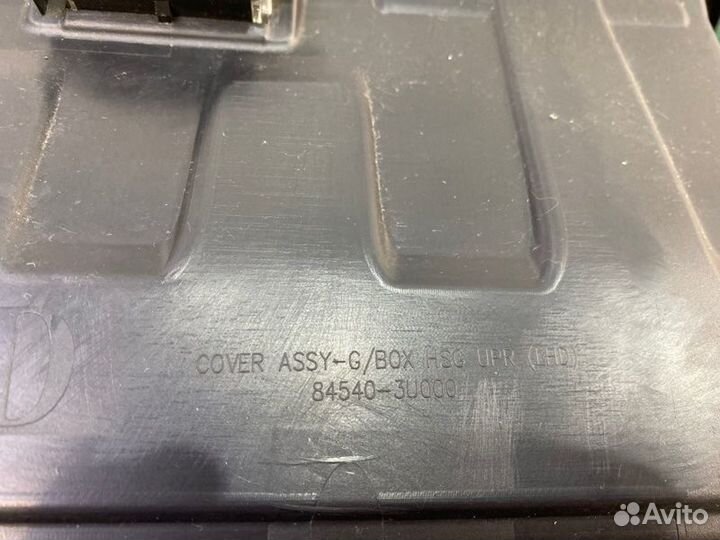 COVER ASSY-G/BOX HSG UPR (LHD)
84540-3U000
D
Avito